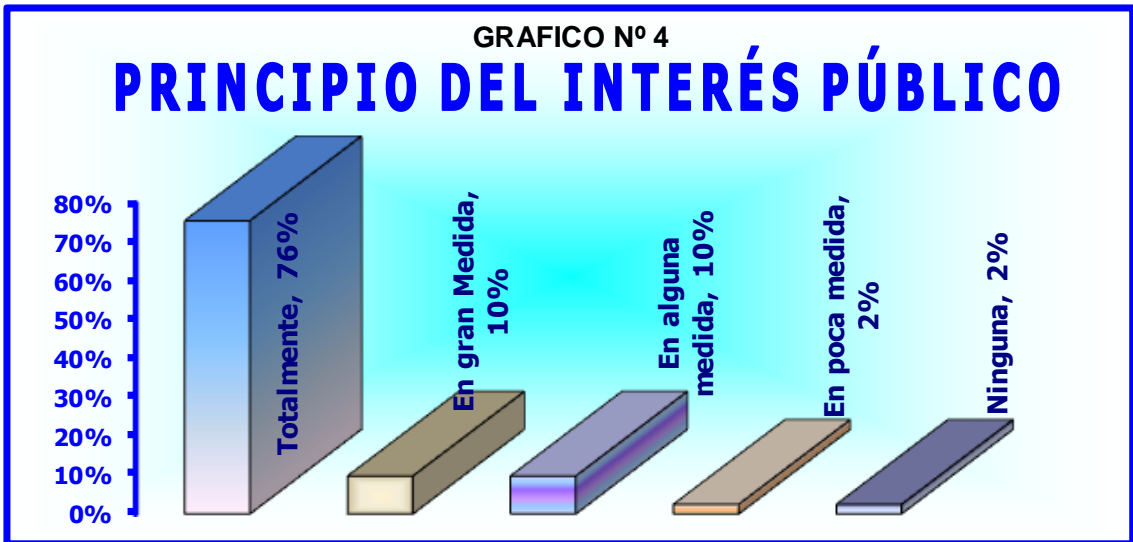 GRAFICO Nº 4
PRINCIPIO DEL INTERÉS PÚBLICO
80%
70%
60%
50%
40%
30%
20%
10%
0%
Totalmente, 76%
En gran Medida,
10%
En alguna
medida, 10%
En poca medida,
2%
Ninguna, 2%